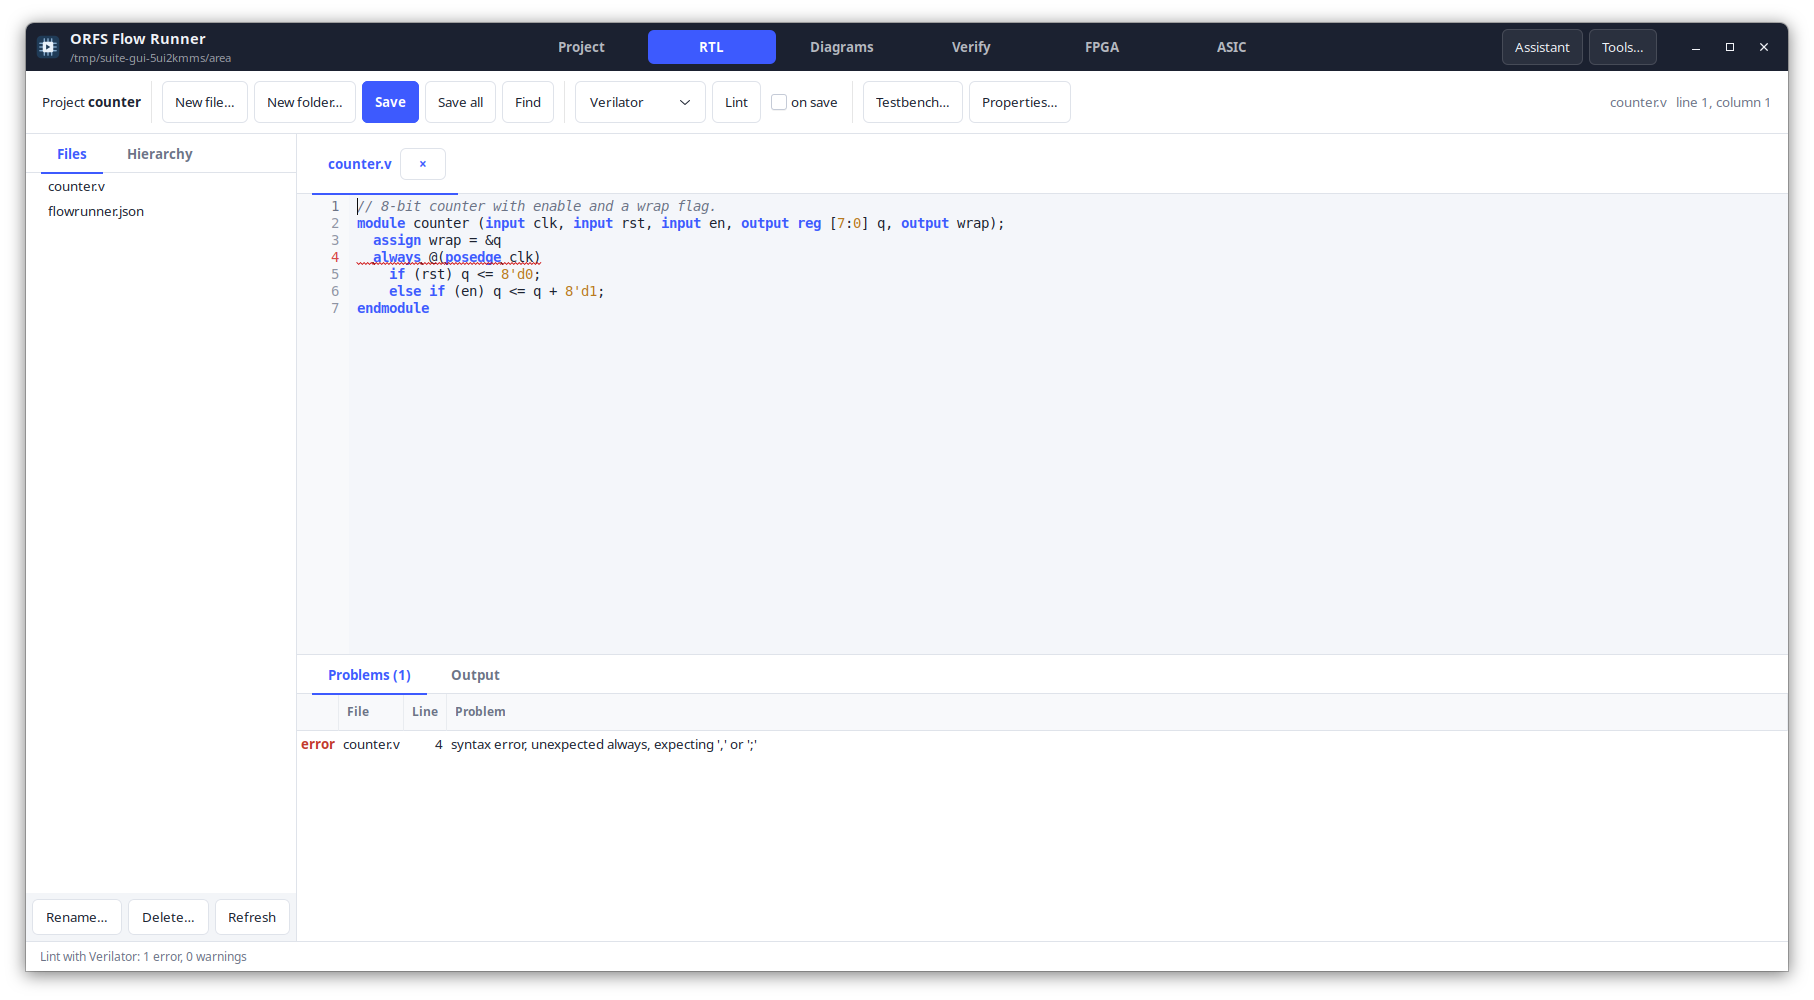 ORFS Flow Runner
/tmp/suite-gui-5ui2kmms/area
Project RTL Diagrams Verify FPGA ASIC
Assistant Tools...
Project counter New file... New folder... Save Save all Find Verilator Lint on save Testbench... Properties... counter.v line 1, column 1
Files Hierarchy
counter.v
flowrunner.json
counter.v ×
1 // 8-bit counter with enable and a wrap flag.
2 module counter (input clk, input rst, input en, output reg [7:0] q, output wrap);
3   assign wrap = &q
4   always @(posedge clk)
5     if (rst) q <= 8'd0;
6     else if (en) q <= q + 8'd1;
7 endmodule
Problems (1) Output
File Line Problem
error counter.v 4 syntax error, unexpected always, expecting ',' or ';'
Rename... Delete... Refresh
Lint with Verilator: 1 error, 0 warnings